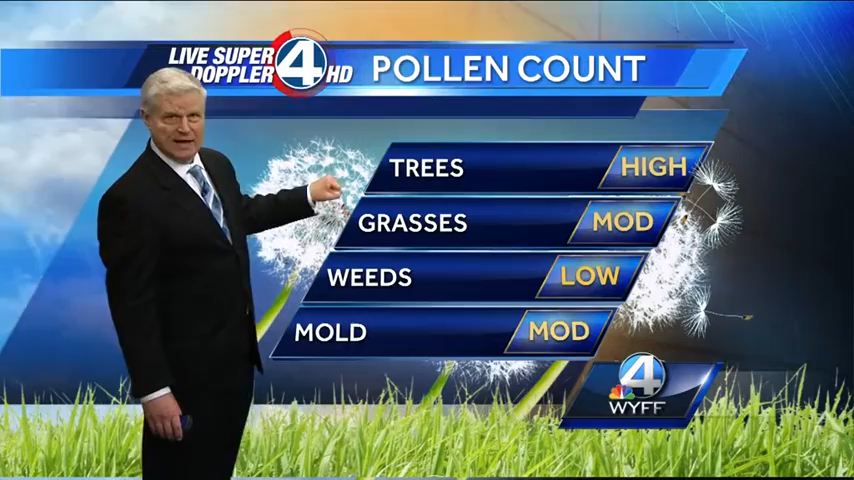 LIVE SUPER
DOPPLER 4 HD
POLLEN COUNT
TREES HIGH
GRASSES MOD
WEEDS LOW
MOLD MOD
4
WYFF